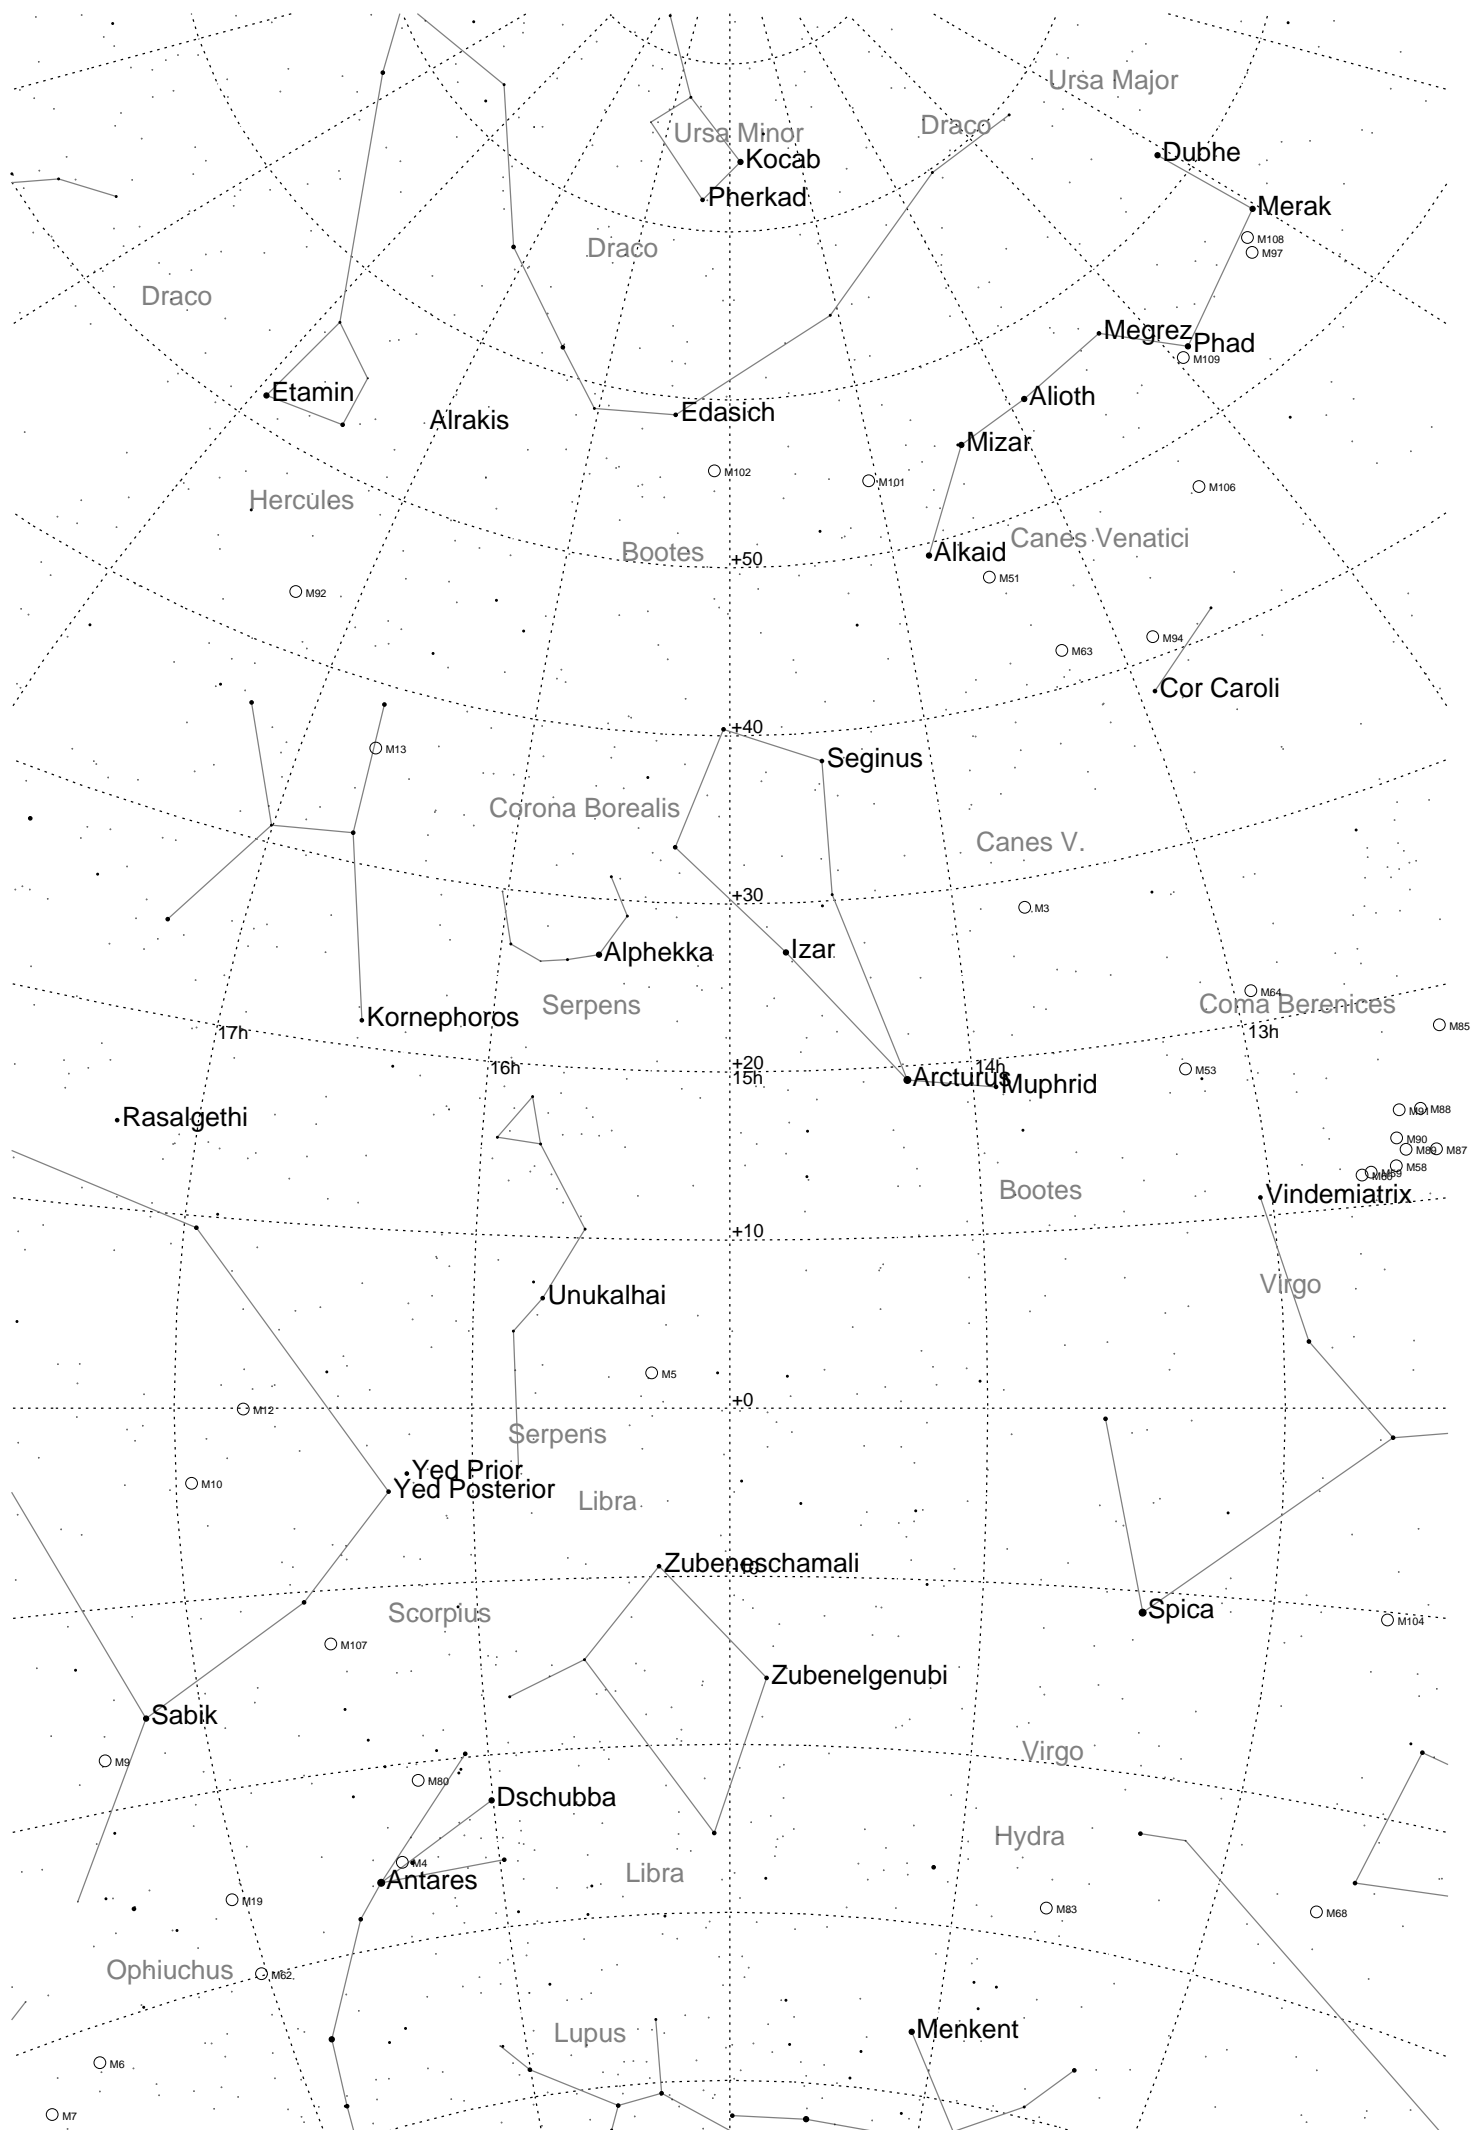 Ursa Major
Draco
Ursa Minor
Kocab
Dubhe
Pherkad
Merak
M108
Draco
M97
Draco
Megrez
Phad
M109
Etamin
Alioth
Alrakis
Edasich
Mizar
M102
M101
M106
Hercules
Canes Venatici
Bootes
+50
Alkaid
M51
M92
M94
M63
Cor Caroli
+40
M13
Seginus
Corona Borealis
Canes V.
+30
M3
Alphekka
Izar
M64
Serpens
Coma Berenices
Kornephoros
17h
13h
M85
16h
+20
15h
14h
M53
Arcturus
Muphrid
Rasalgethi
M91
M88
M90
M89
M87
M58
M59
M60
Bootes
Vindemiatrix
+10
Virgo
Unukalhai
M5
+0
M12
Serpens
Yed Prior
M10
Yed Posterior
Libra
Zubeneschamali
-10
Scorpius
Spica
M104
M107
Zubenelgenubi
Sabik
Virgo
M9
M80
Dschubba
Hydra
M4
Libra
Antares
M19
M83
M68
Ophiuchus
M62
Lupus
Menkent
M6
M7